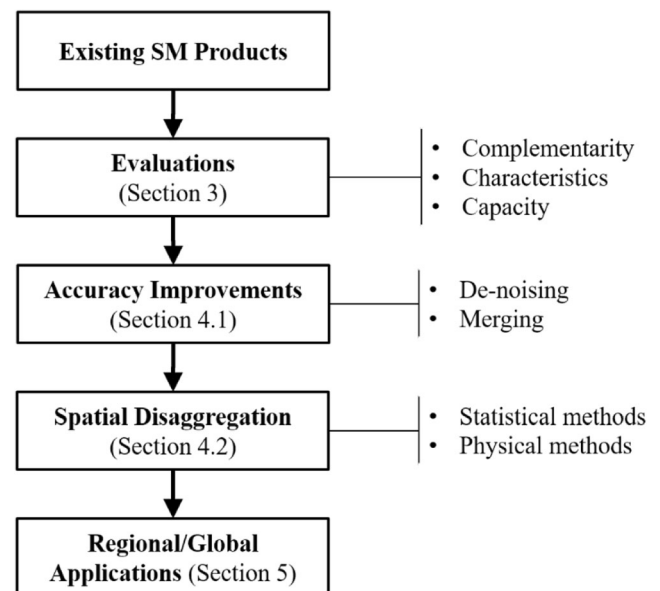 Existing SM Products
Evaluations
(Section 3)
• Complementarity
• Characteristics
• Capacity
Accuracy Improvements
(Section 4.1)
• De-noising
• Merging
Spatial Disaggregation
(Section 4.2)
• Statistical methods
• Physical methods
Regional/Global
Applications (Section 5)